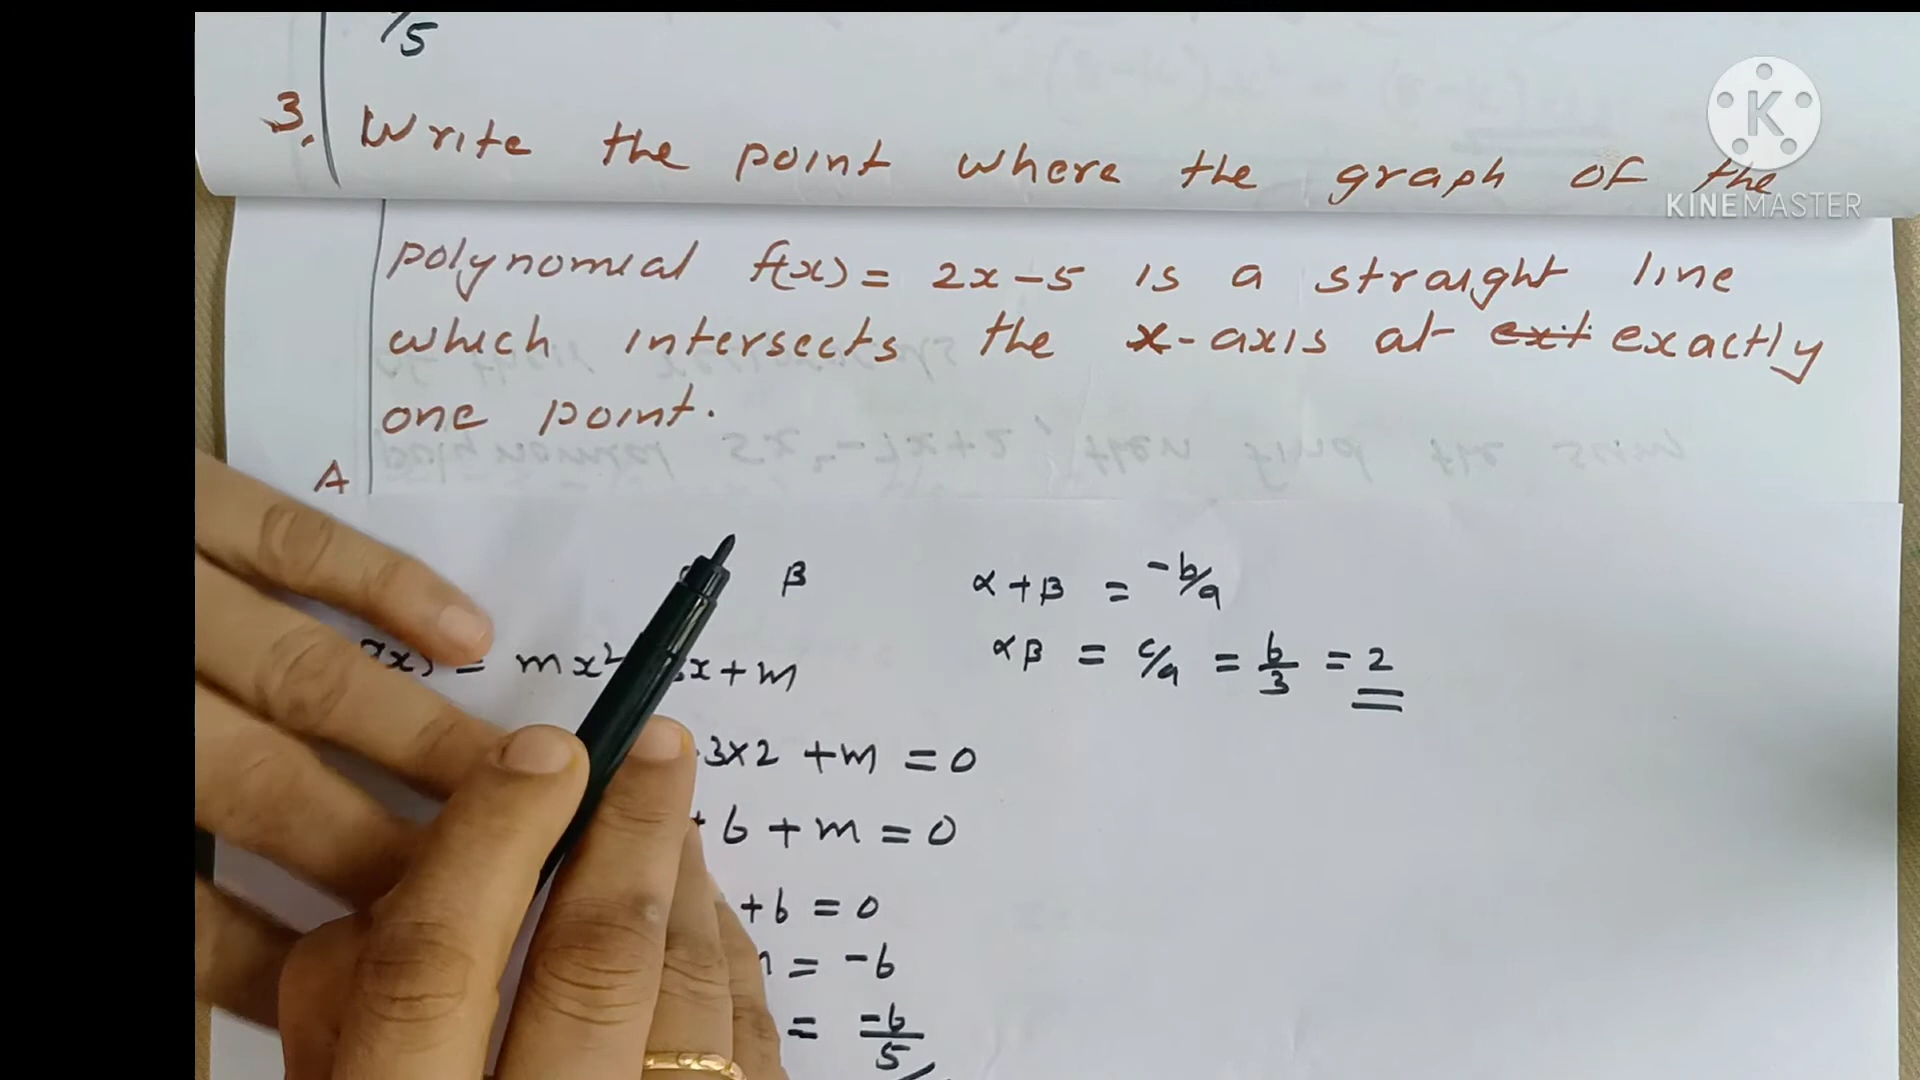 /5
3. Write the point where the graph of the
K
KINEMASTER
polynomial f(x) = 2x-5 is a straight line
which intersects the x-axis at ext exactly
one point.
A
β α+β = -b/a
x) = mx² x+m αβ = c/a = 6/3 = 2
3x2 +m = 0
+ 6 + m = 0
+6 = 0
= -6
= -6/5